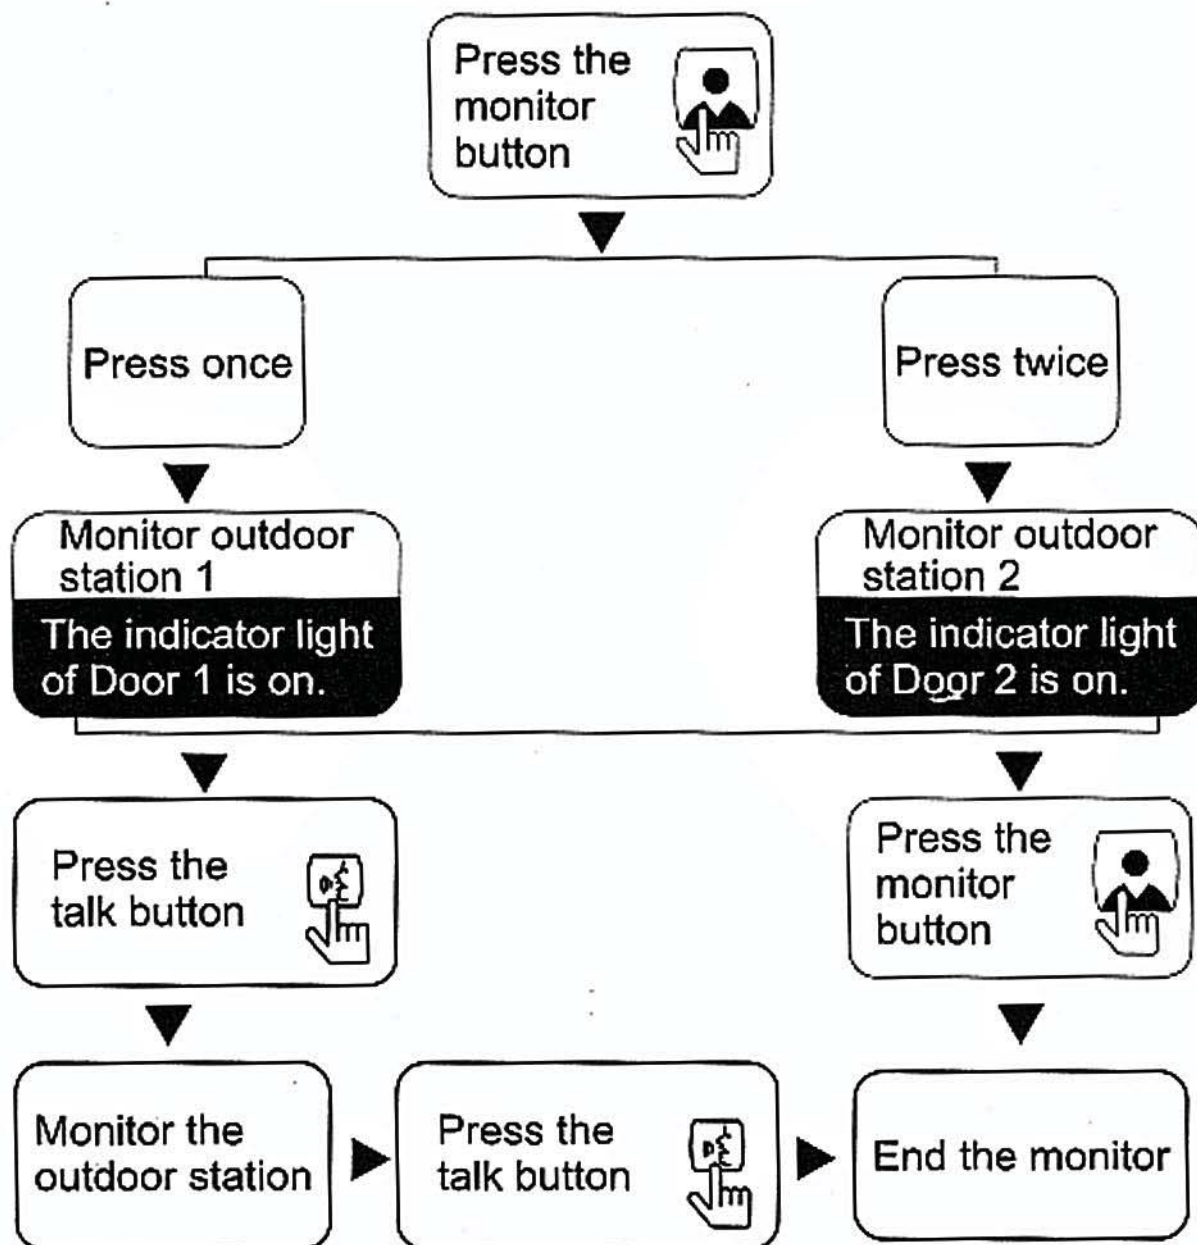 Press the
monitor
button
Press once
Press twice
Monitor outdoor
station 1
The indicator light
of Door 1 is on.
Monitor outdoor
station 2
The indicator light
of Door 2 is on.
Press the
talk button
Press the
monitor
button
Monitor the
outdoor station
Press the
talk button
End the monitor